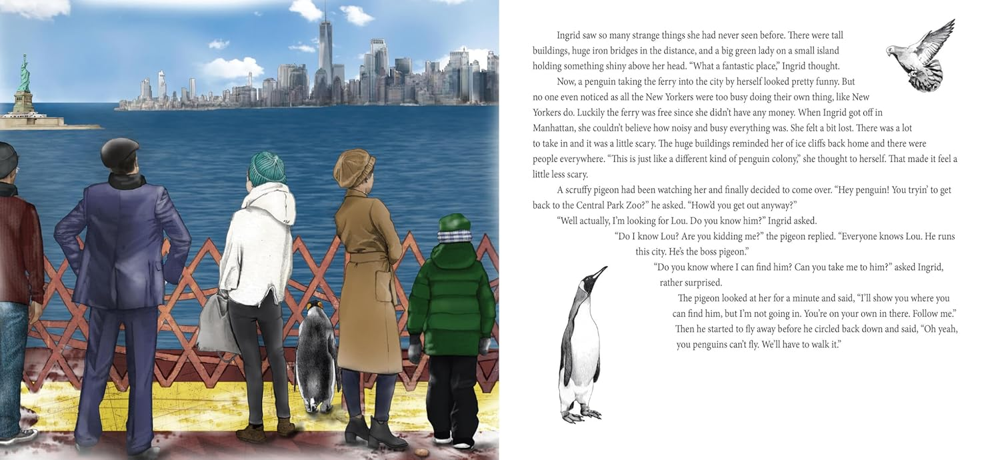 Ingrid saw so many strange things she had never seen before. There were tall
buildings, huge iron bridges in the distance, and a big green lady on a small island
holding something shiny above her head. “What a fantastic place,” Ingrid thought.
Now, a penguin taking the ferry into the city by herself looked pretty funny. But
no one even noticed as all the New Yorkers were too busy doing their own thing, like New
Yorkers do. Luckily the ferry was free since she didn’t have any money. When Ingrid got off in
Manhattan, she couldn’t believe how noisy and busy everything was. She felt a bit lost. There was a lot
to take in and it was a little scary. The huge buildings reminded her of ice cliffs back home and there were
people everywhere. “This is just like a different kind of penguin colony,” she thought to herself. That made it feel a
little less scary.
A scruffy pigeon had been watching her and finally decided to come over. “Hey penguin! You tryin’ to get
back to the Central Park Zoo?” he asked. “How’d you get out anyway?”
“Well actually, I’m looking for Lou. Do you know him?” Ingrid asked.
“Do I know Lou? Are you kidding me?” the pigeon replied. “Everyone knows Lou. He runs
this city. He’s the boss pigeon.”
“Do you know where I can find him? Can you take me to him?” asked Ingrid,
rather surprised.
The pigeon looked at her for a minute and said, “I’ll show you where you
can find him, but I’m not going in. You’re on your own in there. Follow me.”
Then he started to fly away before he circled back down and said, “Oh yeah,
you penguins can’t fly. We’ll have to walk it.”